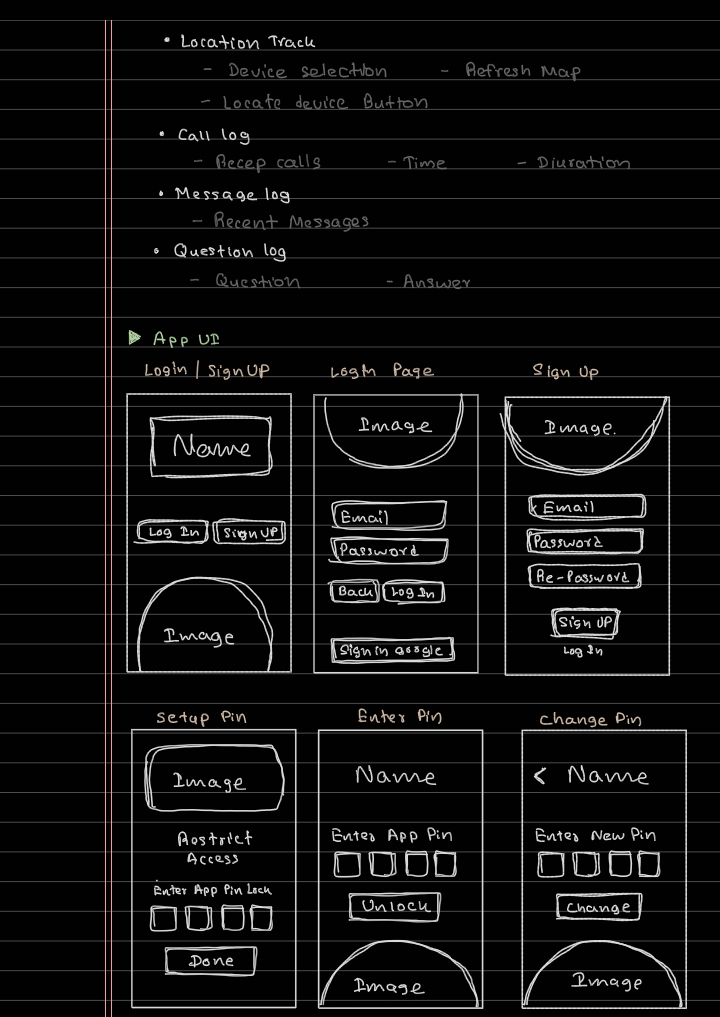 • Location Track
- Device selection - Refresh Map
- Locate device Button
• Call log
- Recep calls - Time - Diuration
• Message log
- Recent Messages
• Question log
- Question - Answer
App UI
Login | Sign UP
Name
Log In Sign UP
Image
Login Page
Image
Email
Password
Back Log In
Sign in Google
Sign Up
Image.
Email
Password
Re-Password
Sign UP
Log In
Setup Pin
Image
Restrict
Access
Enter App Pin Lock
Done
Enter Pin
Name
Enter App Pin
Unlock
Image
Change Pin
< Name
Enter New Pin
Change
Image